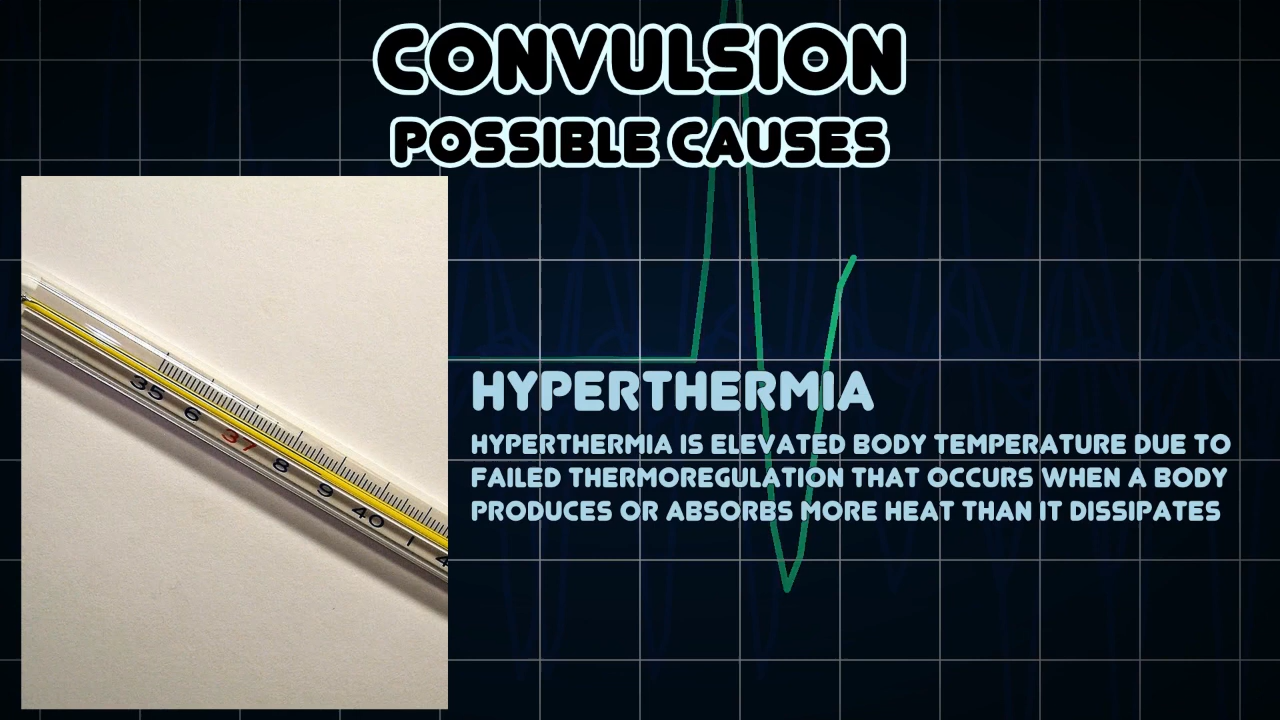 CONVULSION
POSSIBLE CAUSES
35 6 37 8 9 40 1
HYPERTHERMIA
HYPERTHERMIA IS ELEVATED BODY TEMPERATURE DUE TO
FAILED THERMOREGULATION THAT OCCURS WHEN A BODY
PRODUCES OR ABSORBS MORE HEAT THAN IT DISSIPATES